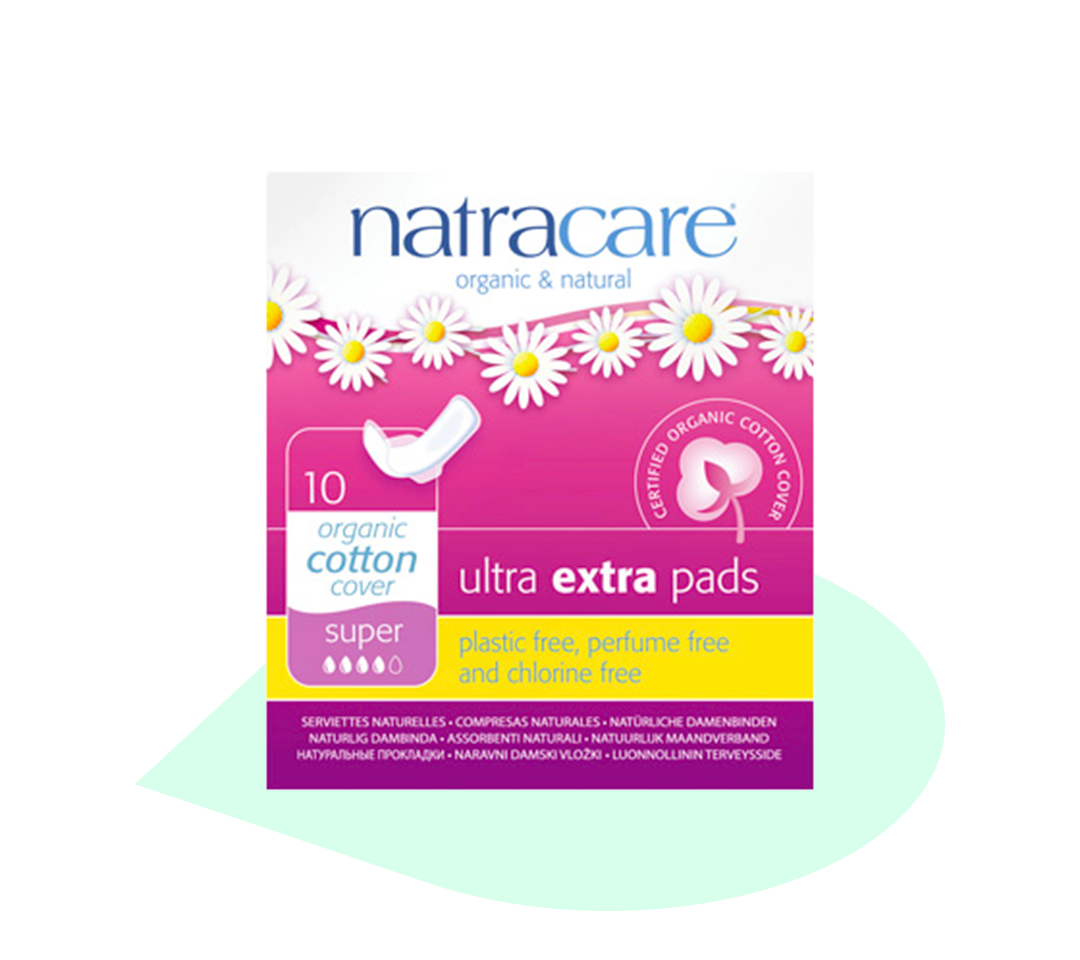 natracare®
organic & natural
CERTIFIED ORGANIC COTTON COVER
10
organic
cotton
cover
super
ultra extra pads
plastic free, perfume free
and chlorine free
SERVIETTES NATURELLES • COMPRESAS NATURALES • NATÜRLICHE DAMENBINDEN
NATURLIG DAMBINDA • ASSORBENTI NATURALI • NATUURLIJK MAANDVERBAND
НАТУРАЛЬНЫЕ ПРОКЛАДКИ • NARAVNI DAMSKI VLOŽKI • LUONNOLLININ TERVEYSSIDE